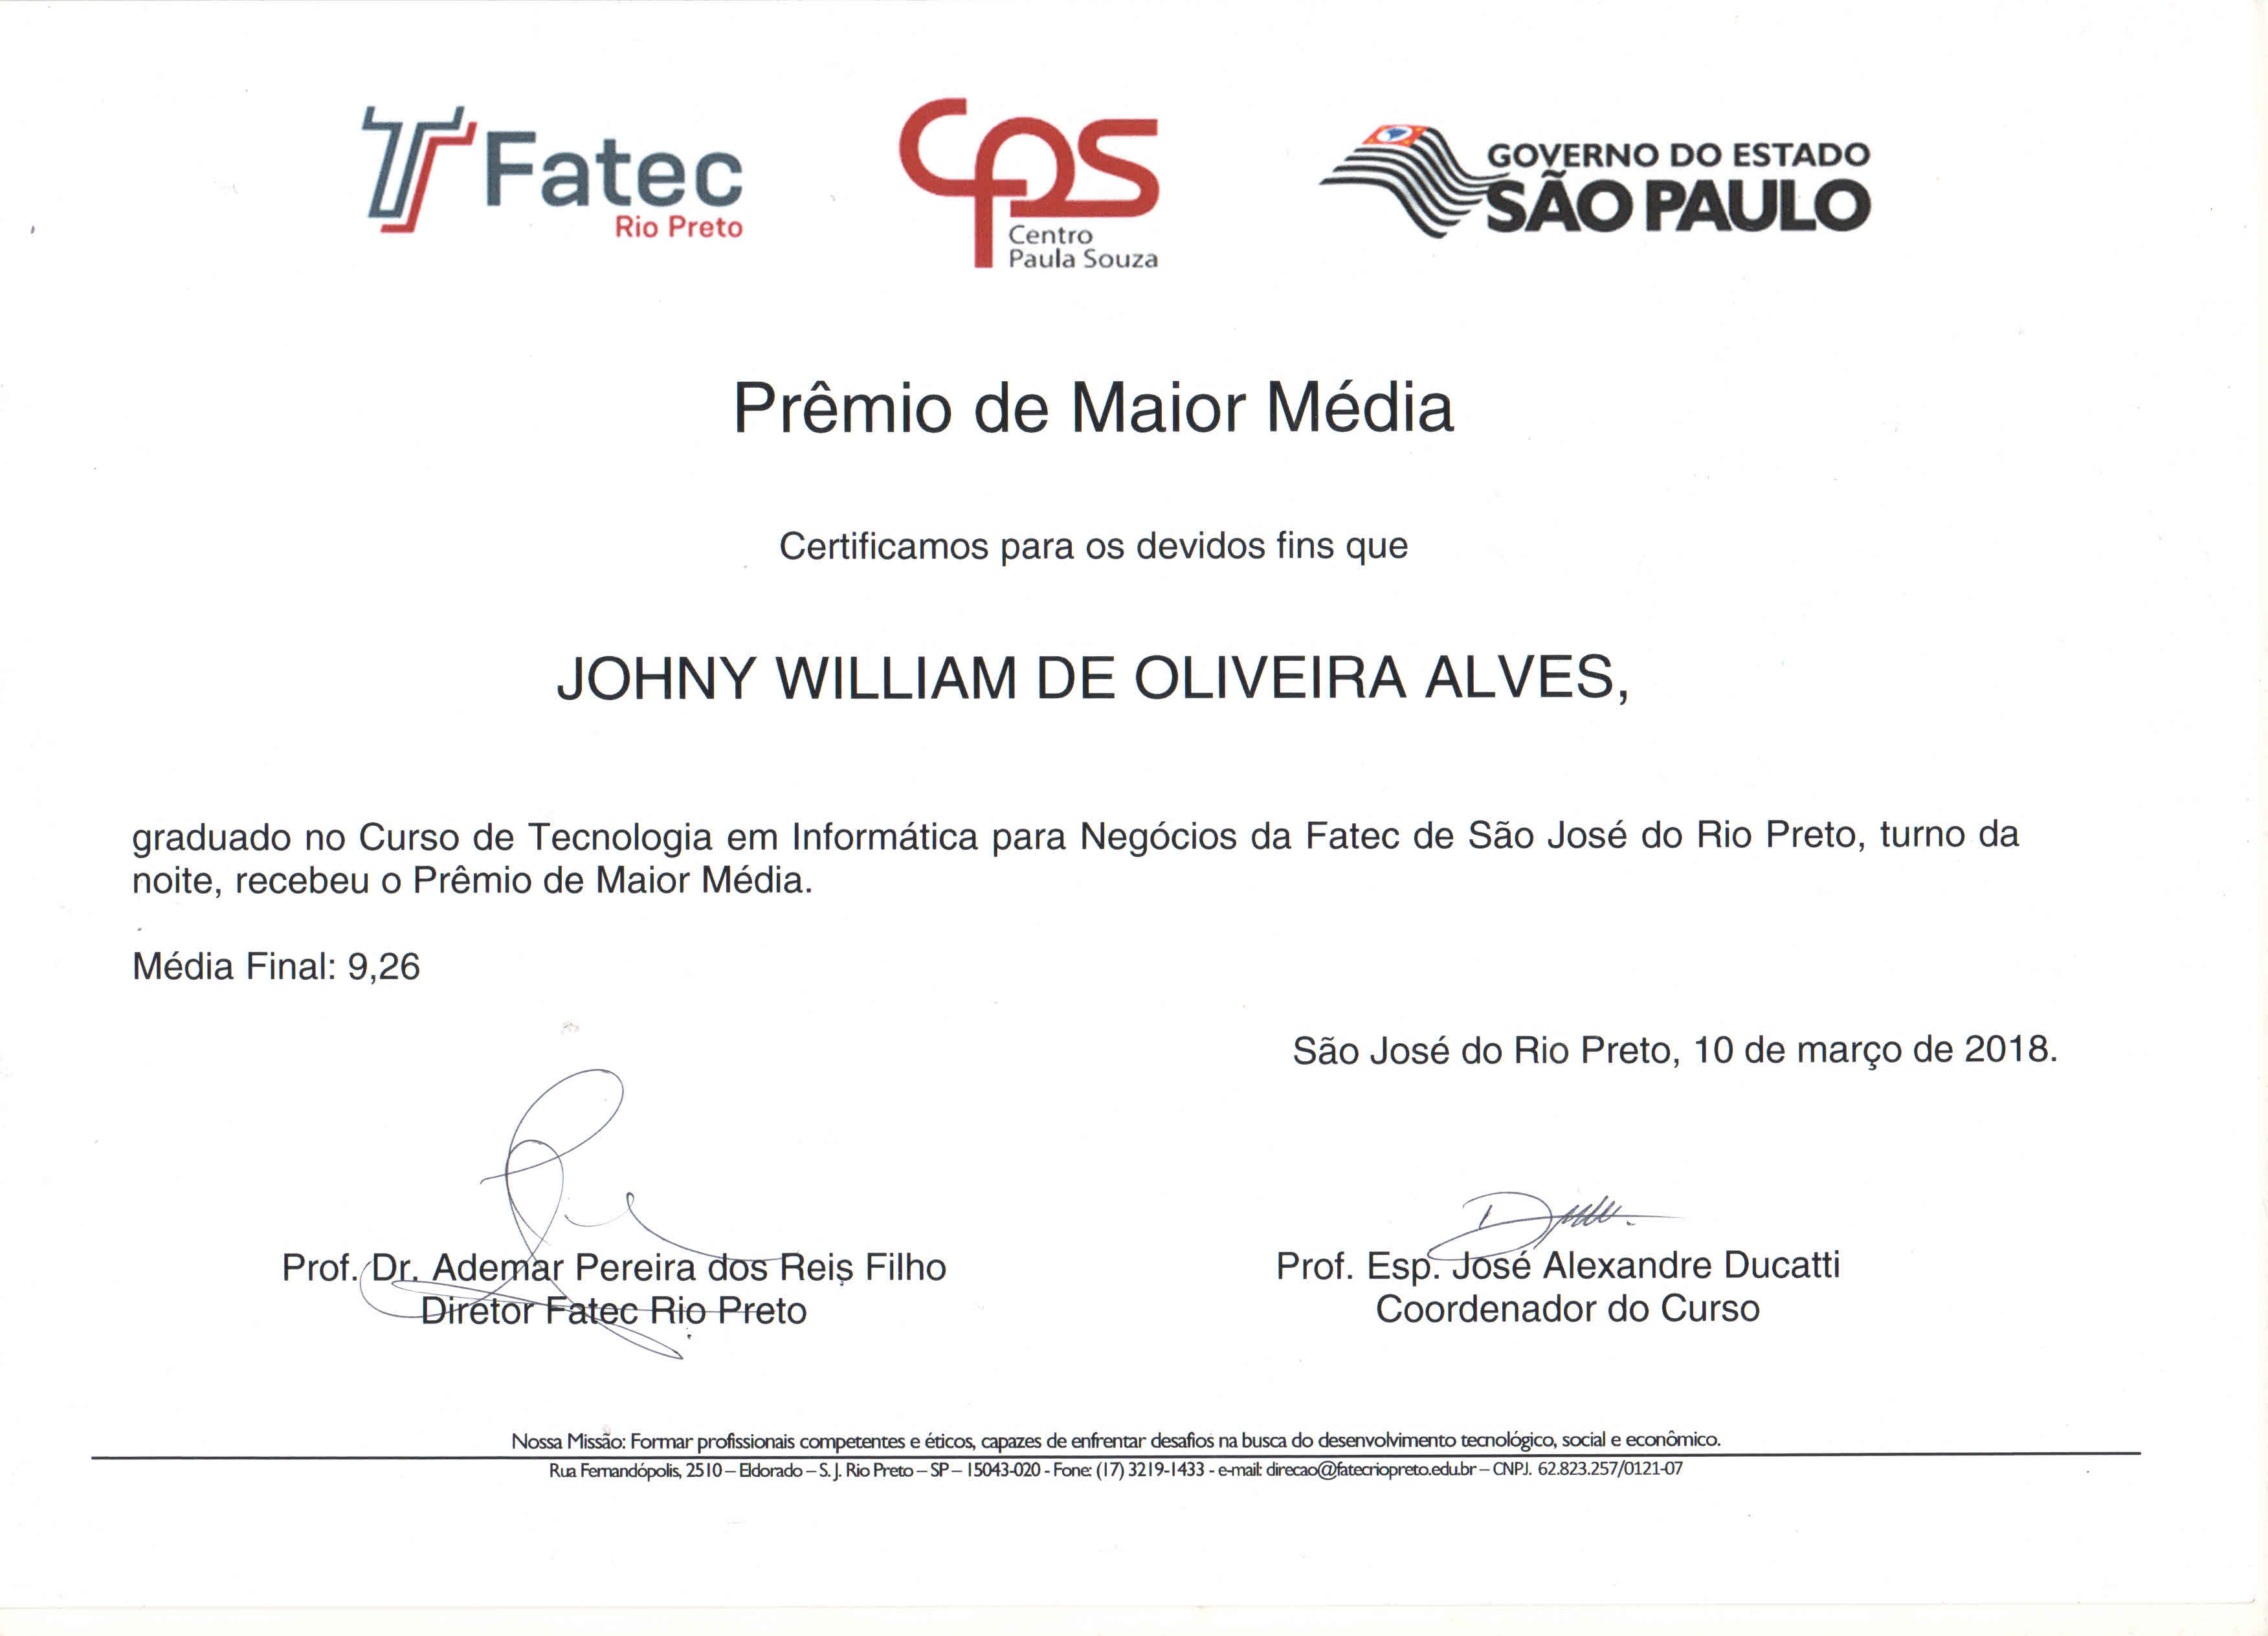 Fatec
Rio Preto
cps
Centro
Paula Souza
GOVERNO DO ESTADO
SÃO PAULO
Prêmio de Maior Média
Certificamos para os devidos fins que
JOHNY WILLIAM DE OLIVEIRA ALVES,
graduado no Curso de Tecnologia em Informática para Negócios da Fatec de São José do Rio Preto, turno da
noite, recebeu o Prêmio de Maior Média.
Média Final: 9,26
São José do Rio Preto, 10 de março de 2018.
Prof. Dr. Ademar Pereira dos Reis Filho
Diretor Fatec Rio Preto
Prof. Esp. José Alexandre Ducatti
Coordenador do Curso
Nossa Missão: Formar profissionais competentes e éticos, capazes de enfrentar desafios na busca do desenvolvimento tecnológico, social e econômico.
Rua Fernandópolis, 2510 – Eldorado – S. J. Rio Preto – SP – 15043-020 - Fone: (17) 3219-1433 - e-mail: direcao@fatecriopreto.edu.br – CNPJ. 62.823.257/0121-07